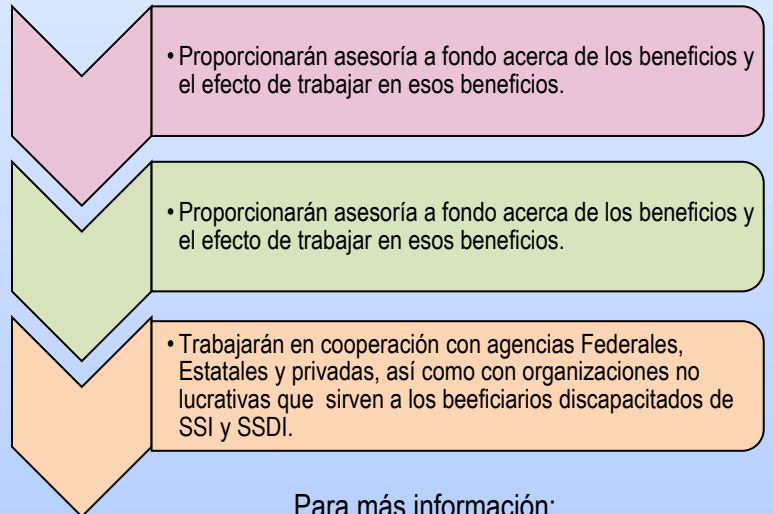 • Proporcionarán asesoría a fondo acerca de los beneficios y
el efecto de trabajar en esos beneficios.
• Proporcionarán asesoría a fondo acerca de los beneficios y
el efecto de trabajar en esos beneficios.
• Trabajarán en cooperación con agencias Federales,
Estatales y privadas, así como con organizaciones no
lucrativas que sirven a los beeficiarios discapacitados de
SSI y SSDI.
Para más información: